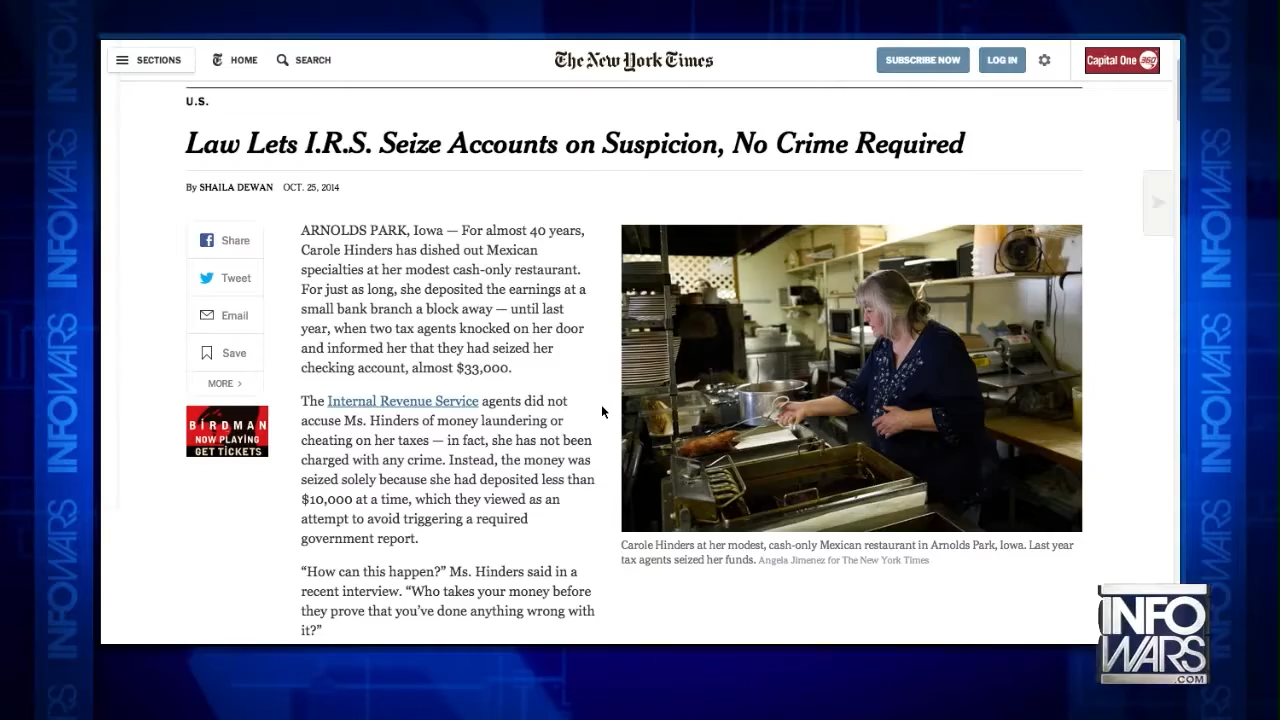 SECTIONS HOME SEARCH The New York Times SUBSCRIBE NOW LOG IN Capital One 360
U.S.
Law Lets I.R.S. Seize Accounts on Suspicion, No Crime Required
By SHAILA DEWAN OCT. 25, 2014
Share
Tweet
Email
Save
MORE >
BIRDMAN
NOW PLAYING
GET TICKETS
ARNOLDS PARK, Iowa — For almost 40 years,
Carole Hinders has dished out Mexican
specialties at her modest cash-only restaurant.
For just as long, she deposited the earnings at a
small bank branch a block away — until last
year, when two tax agents knocked on her door
and informed her that they had seized her
checking account, almost $33,000.
The Internal Revenue Service agents did not
accuse Ms. Hinders of money laundering or
cheating on her taxes — in fact, she has not been
charged with any crime. Instead, the money was
seized solely because she had deposited less than
$10,000 at a time, which they viewed as an
attempt to avoid triggering a required
government report.
“How can this happen?” Ms. Hinders said in a
recent interview. “Who takes your money before
they prove that you’ve done anything wrong with
it?”
Carole Hinders at her modest, cash-only Mexican restaurant in Arnolds Park, Iowa. Last year
tax agents seized her funds. Angela Jimenez for The New York Times
INFOWARS
INFOWARS
INFOWARS
INFOWARS
INFOWARS
INFOWARS
INFO
WARS
.COM